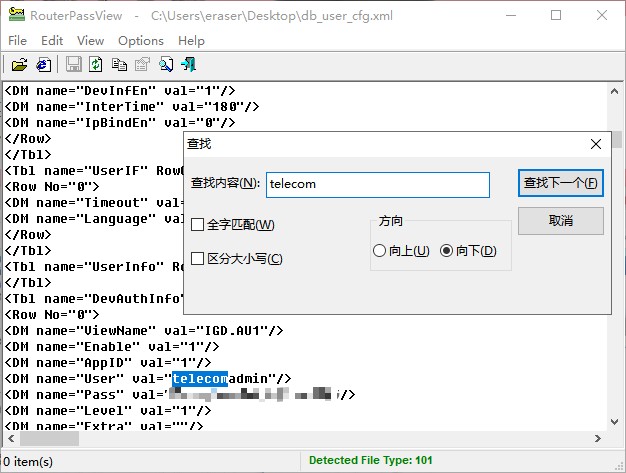 RouterPassView - C:\Users\eraser\Desktop\db_user_cfg.xml
File Edit View Options Help
<DM name="DevInfEn" val="1"/>
<DM name="InterTime" val="180"/>
<DM name="IpBindEn" val="0"/>
</Row>
</Tbl>
<Tbl name="UserIF"
<Row No="0">
<DM name="Timeout" val
<DM name="Language" val
</Row>
</Tbl>
<Tbl name="UserInfo"
</Tbl>
<Tbl name="DevAuthInfo"
<Row No="0">
<DM name="ViewName" val="IGD.AU1"/>
<DM name="Enable" val="1"/>
<DM name="AppID" val="1"/>
<DM name="User" val="telecomadmin"/>
<DM name="Pass" val=" "/>
<DM name="Level" val="1"/>
<DM name="Extra" val=""/>
查找
查找内容(N): telecom 查找下一个(F)
取消
全字匹配(W)
区分大小写(C)
方向
向上(U) 向下(D)
0 item(s) Detected File Type: 101